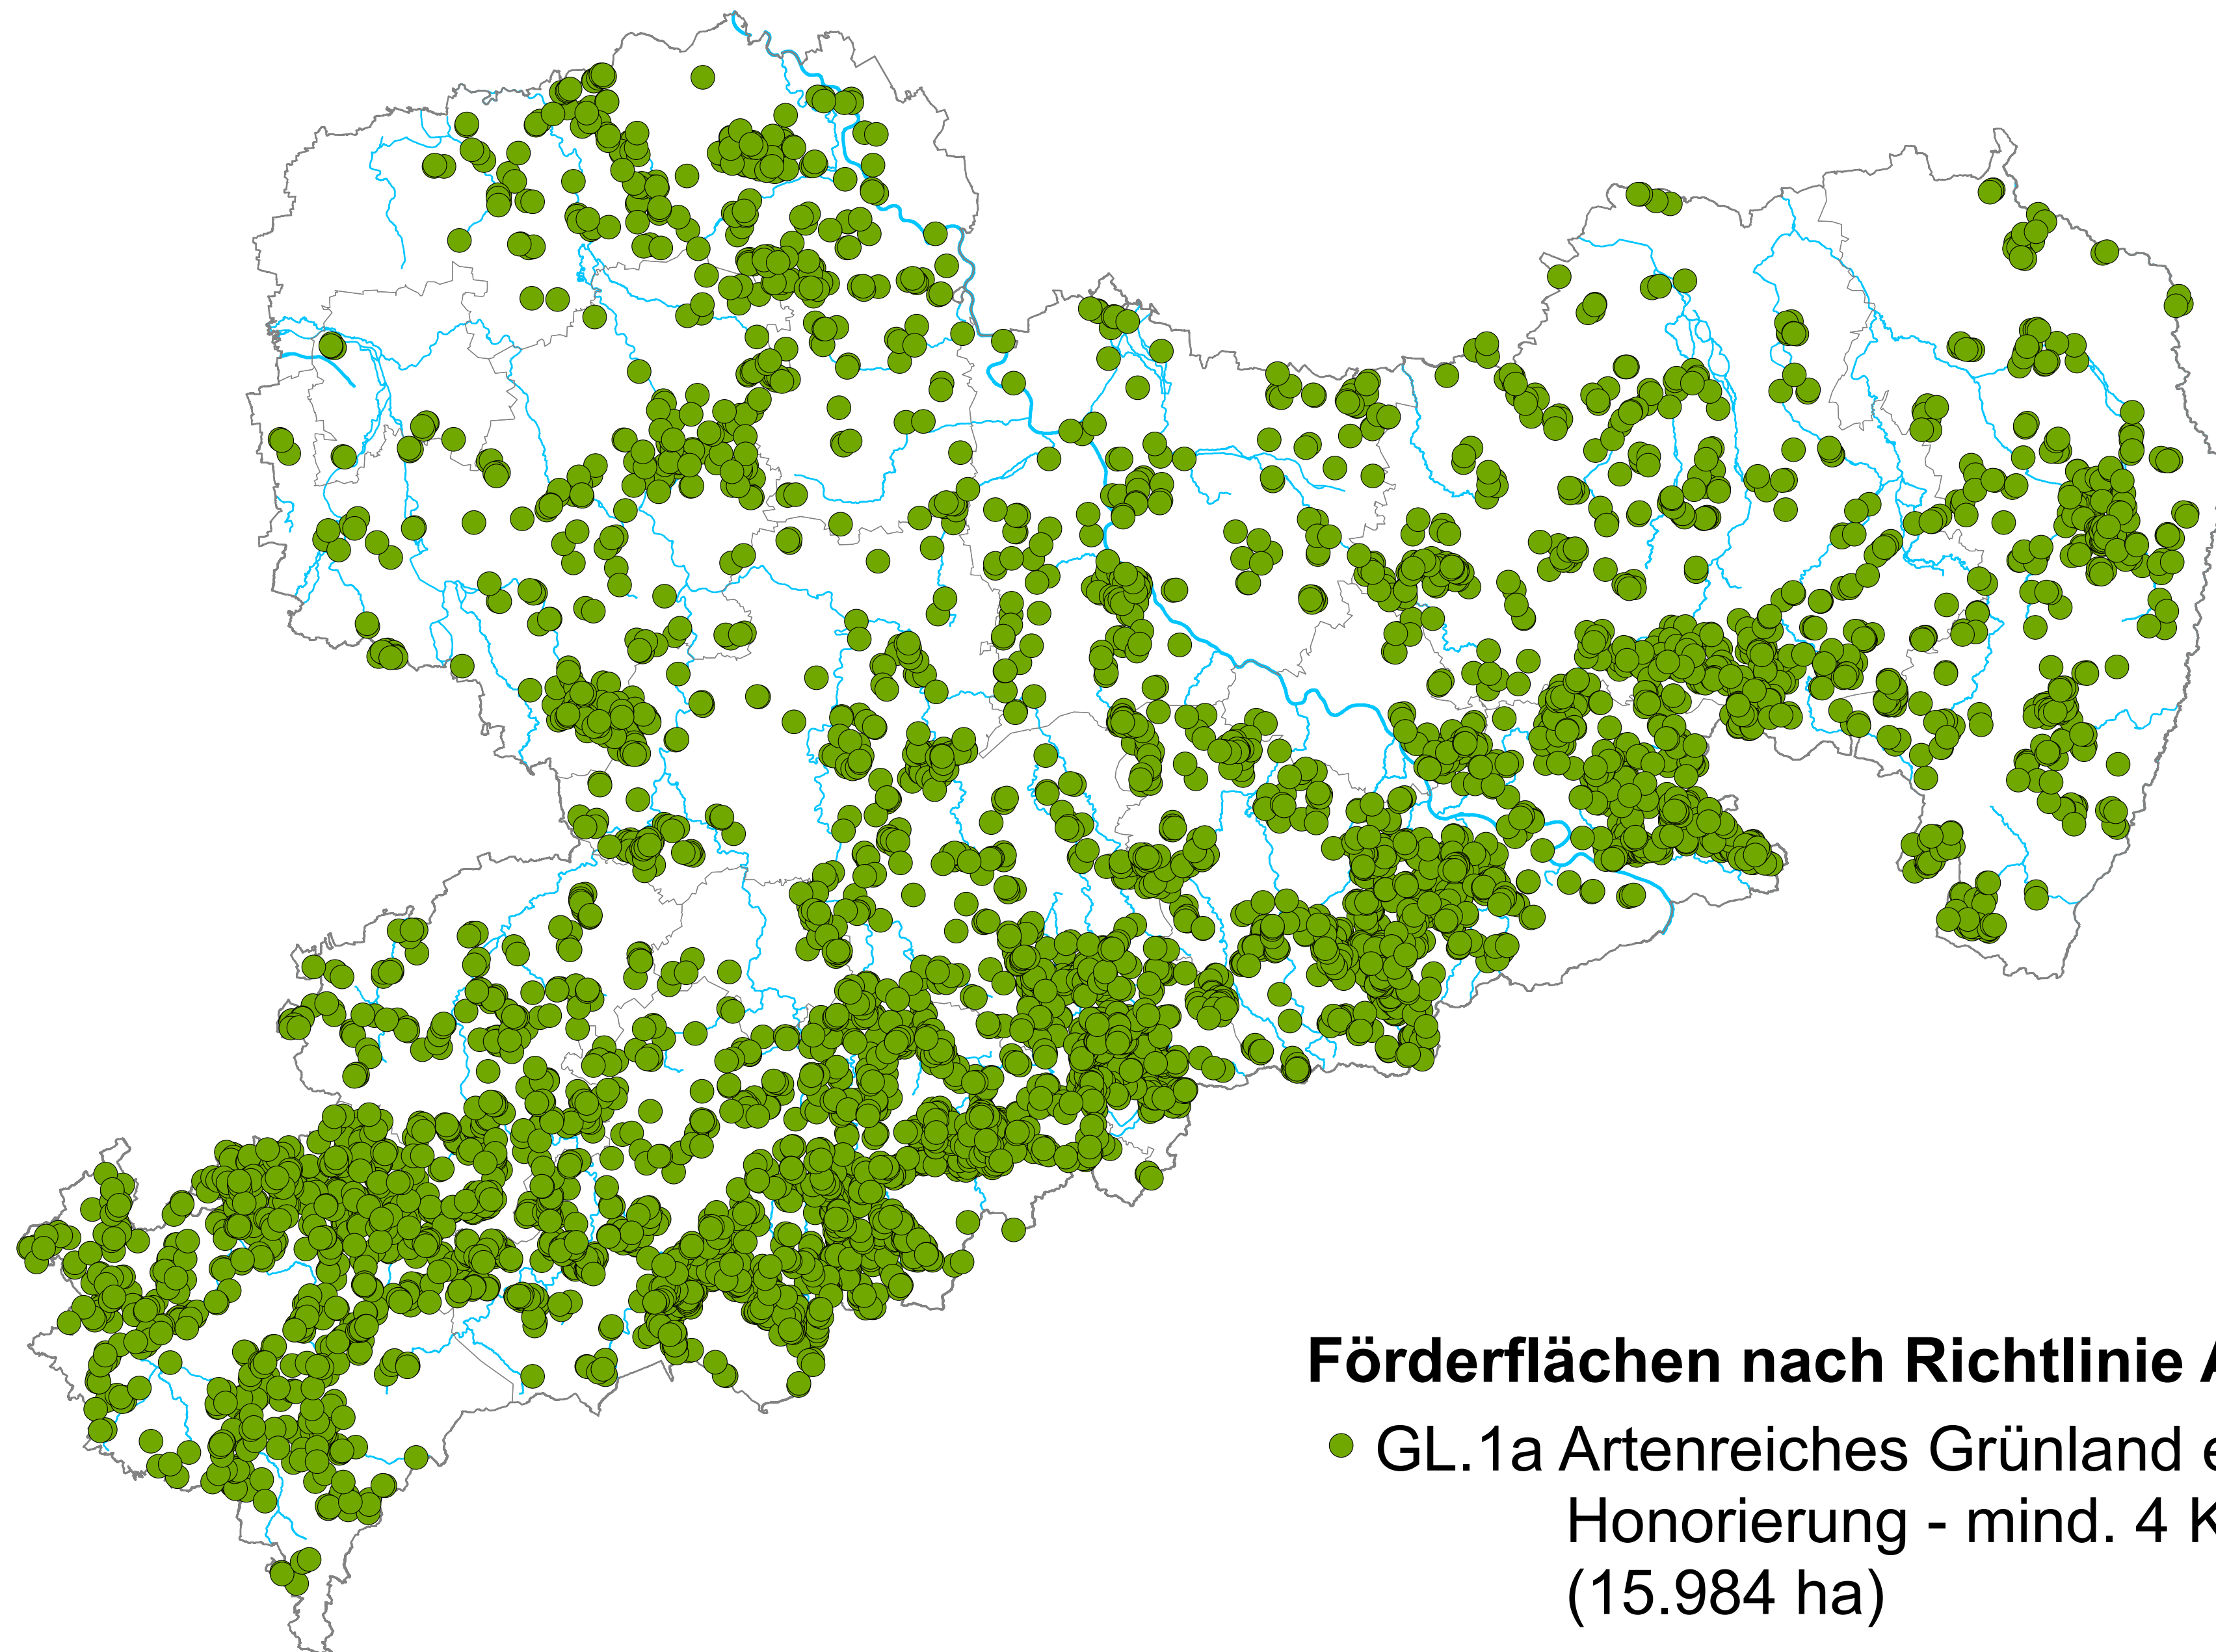 Förderflächen nach Richtlinie A
GL.1a Artenreiches Grünland e
Honorierung - mind. 4 K
(15.984 ha)